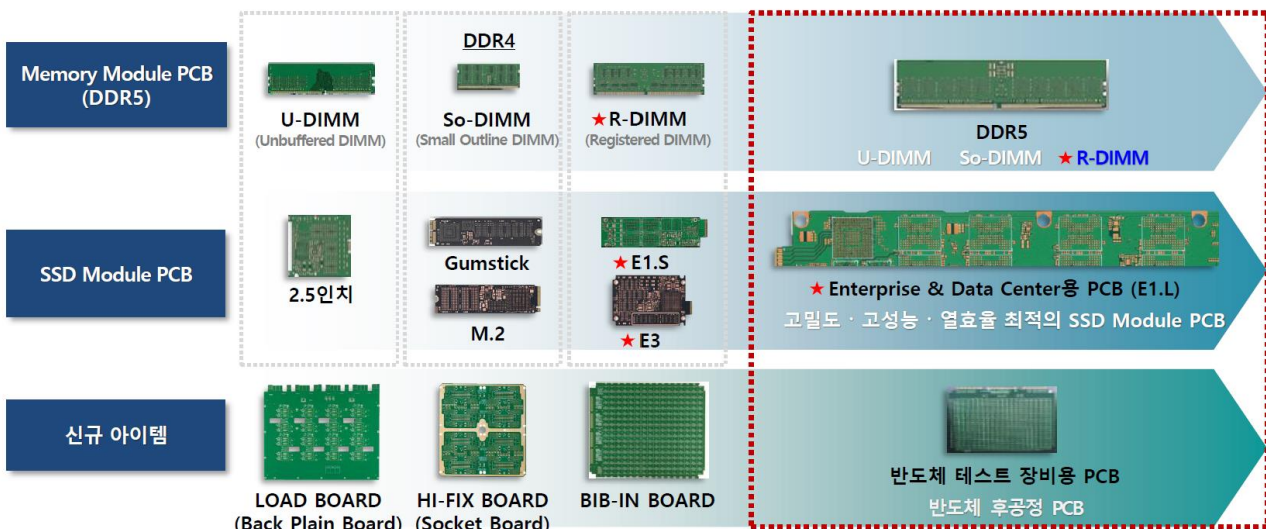 Memory Module PCB
(DDR5)
U-DIMM
(Unbuffered DIMM)
DDR4
So-DIMM
(Small Outline DIMM)
★R-DIMM
(Registered DIMM)
DDR5
U-DIMM So-DIMM ★R-DIMM
SSD Module PCB
2.5인치
Gumstick
M.2
★E1.S
★E3
★Enterprise & Data Center용 PCB (E1.L)
고밀도 · 고성능 · 열효율 최적의 SSD Module PCB
신규 아이템
LOAD BOARD
(Back Plain Board)
HI-FIX BOARD
(Socket Board)
BIB-IN BOARD
반도체 테스트 장비용 PCB
반도체 후공정 PCB